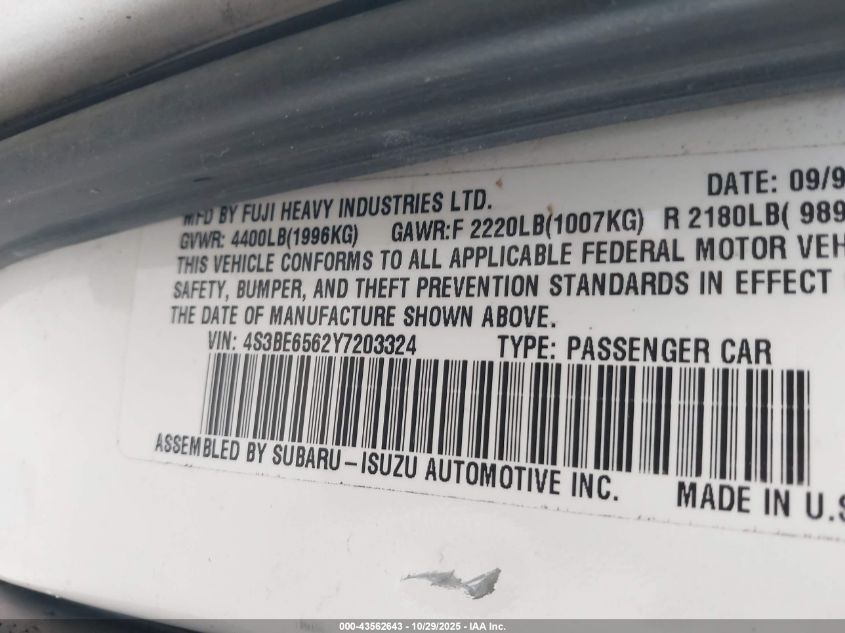 DATE: 09/9
MFD BY FUJI HEAVY INDUSTRIES LTD.
GVWR: 4400LB(1996KG) GAWR:F 2220LB(1007KG) R 2180LB( 989
THIS VEHICLE CONFORMS TO ALL APPLICABLE FEDERAL MOTOR VEH
SAFETY, BUMPER, AND THEFT PREVENTION STANDARDS IN EFFECT
THE DATE OF MANUFACTURE SHOWN ABOVE.
VIN: 4S3BE6562Y7203324 TYPE: PASSENGER CAR
ASSEMBLED BY SUBARU-ISUZU AUTOMOTIVE INC. MADE IN U.S
000-43562643 / 10/29/2025 - IAA Inc.